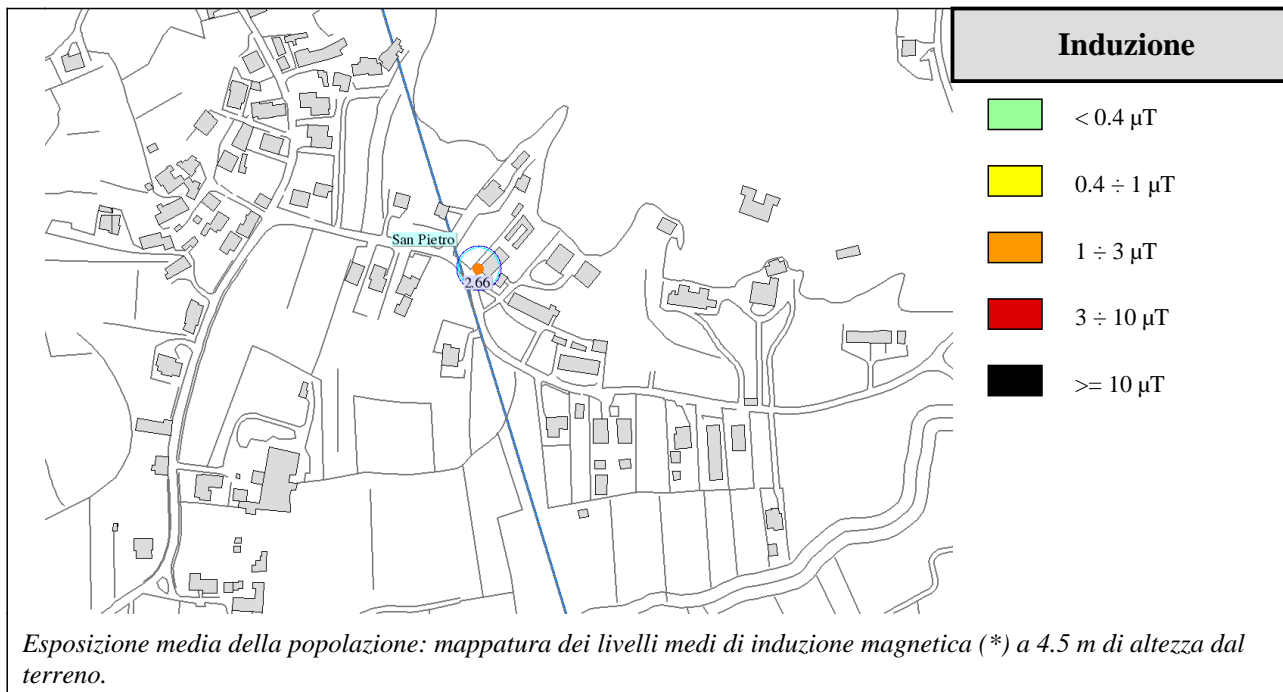 Induzione
< 0.4 µT
0.4 ÷ 1 µT
1 ÷ 3 µT
3 ÷ 10 µT
>= 10 µT
San Pietro
2.66
Esposizione media della popolazione: mappatura dei livelli medi di induzione magnetica (*) a 4.5 m di altezza dal
terreno.